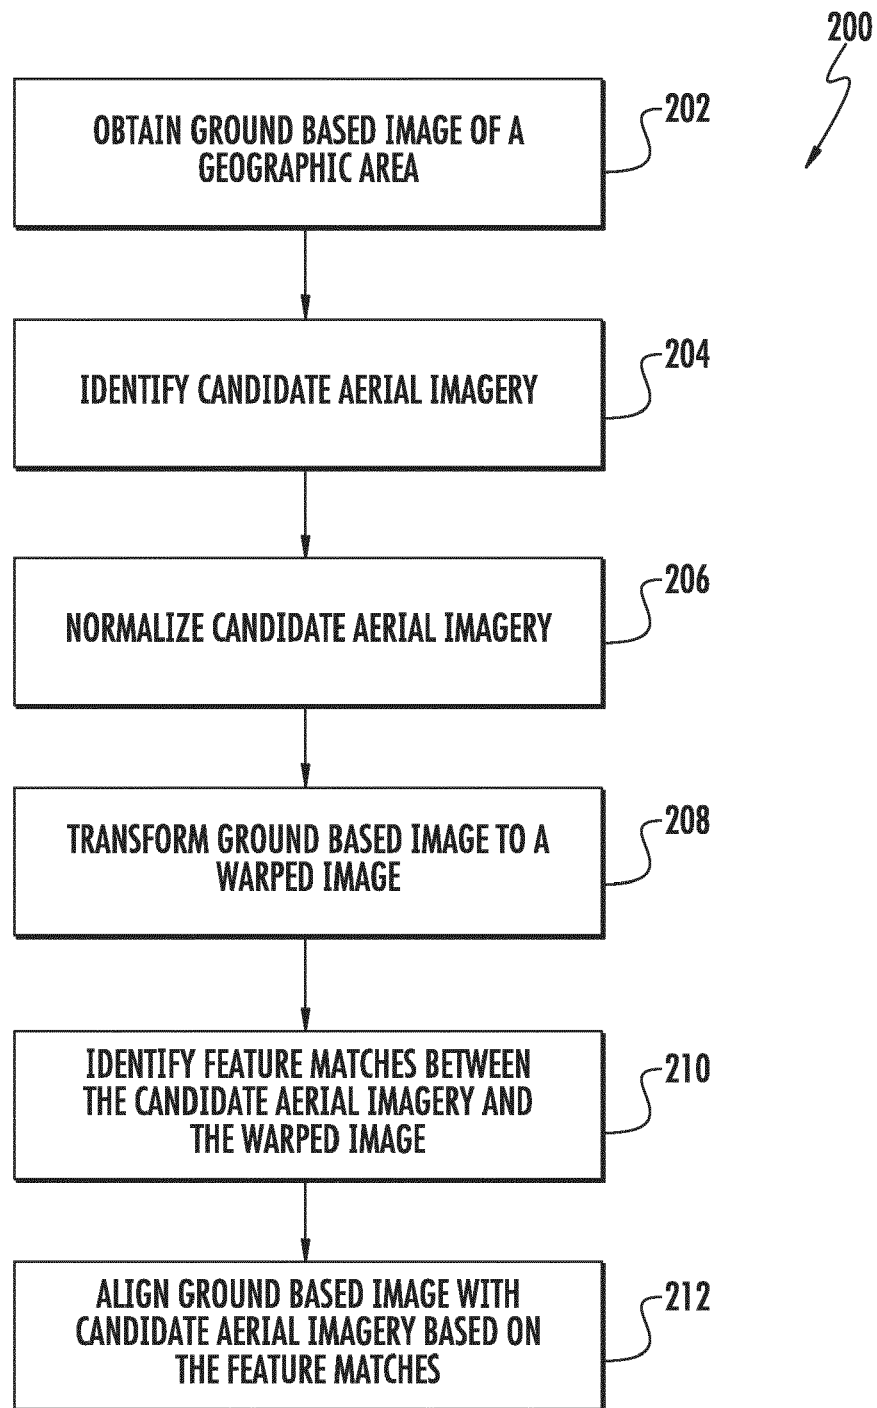 200
OBTAIN GROUND BASED IMAGE OF A
GEOGRAPHIC AREA
202
IDENTIFY CANDIDATE AERIAL IMAGERY
204
NORMALIZE CANDIDATE AERIAL IMAGERY
206
TRANSFORM GROUND BASED IMAGE TO A
WARPED IMAGE
208
IDENTIFY FEATURE MATCHES BETWEEN
THE CANDIDATE AERIAL IMAGERY AND
THE WARPED IMAGE
210
ALIGN GROUND BASED IMAGE WITH
CANDIDATE AERIAL IMAGERY BASED ON
THE FEATURE MATCHES
212